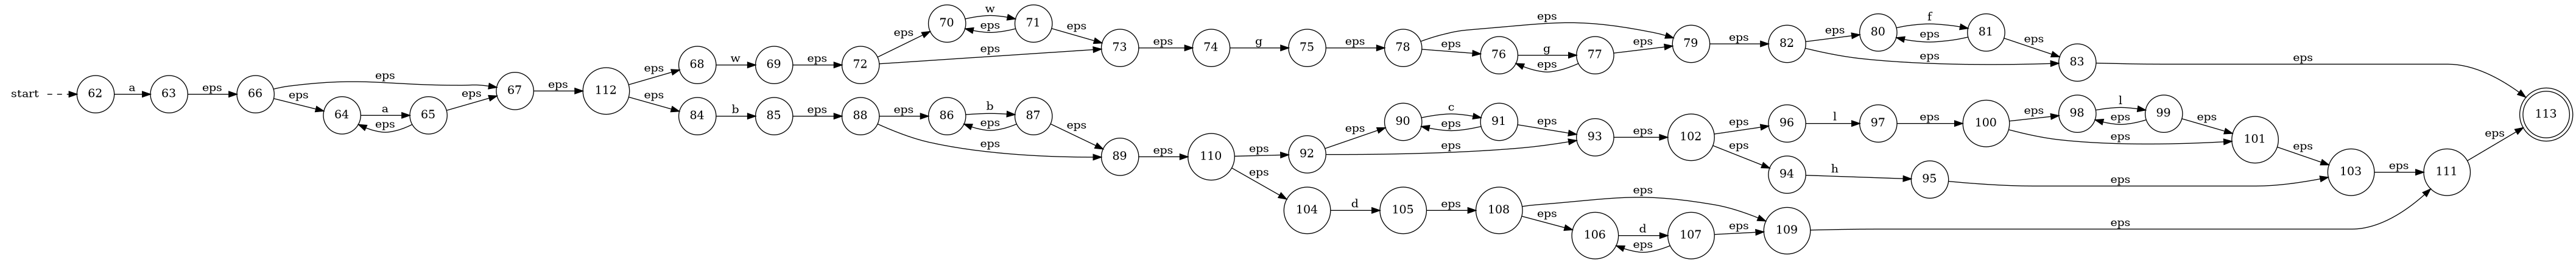 start
62
a
63
eps
66
eps
eps
64
a
eps
65
eps
67
eps
112
eps
eps
68
w
69
eps
72
eps
eps
70
w
eps
71
eps
73
eps
74
g
75
eps
78
eps
eps
76
g
eps
77
eps
79
eps
82
eps
eps
80
f
eps
81
eps
83
eps
113
84
b
85
eps
88
eps
eps
86
b
eps
87
eps
89
eps
110
eps
eps
92
eps
eps
90
c
eps
91
eps
93
eps
102
eps
eps
96
l
97
eps
100
eps
eps
98
l
eps
99
eps
101
eps
94
h
95
eps
103
eps
111
eps
104
d
105
eps
108
eps
eps
106
d
eps
107
eps
109
eps